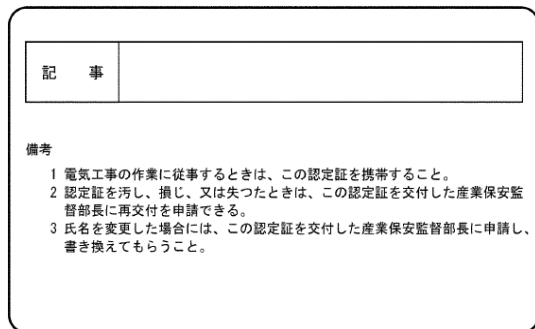 記　事
備考
1 電気工事の作業に従事するときは、この認定証を携帯すること。
2 認定証を汚し、損じ、又は失つたときは、この認定証を交付した産業保安監
督部長に再交付を申請できる。
3 氏名を変更した場合には、この認定証を交付した産業保安監督部長に申請し、
書き換えてもらうこと。